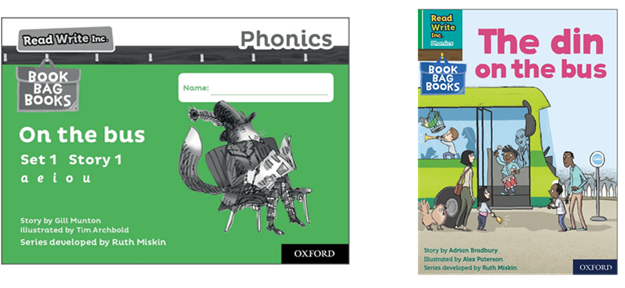 Read Write Inc.
Phonics
BOOK
BAG
BOOKS
Name:
On the bus
Set 1 Story 1
a e i o u
Story by Gill Munton
Illustrated by Tim Archbold
Series developed by Ruth Miskin
OXFORD
Read
Write
Inc.
Phonics
BOOK
BAG
BOOKS
The din
on the bus
Story by Adrian Bradbury
Illustrated by Alex Paterson
Series developed by Ruth Miskin
OXFORD